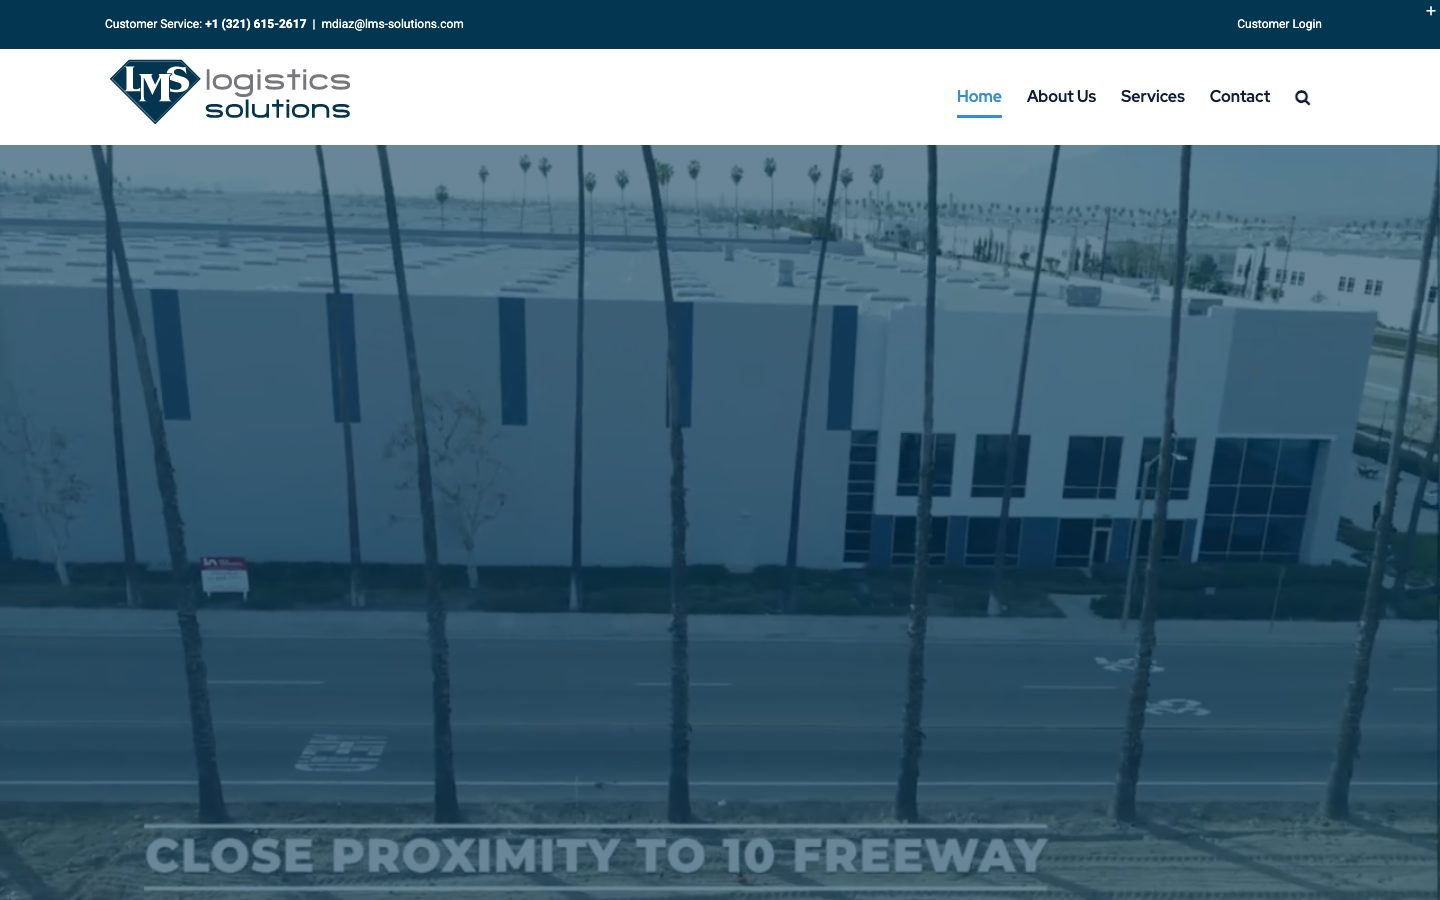 Customer Service: +1 (321) 615-2617 | mdiaz@lms-solutions.com
Customer Login
+
LMS logistics
solutions
Home
About Us
Services
Contact
CLOSE PROXIMITY TO 10 FREEWAY